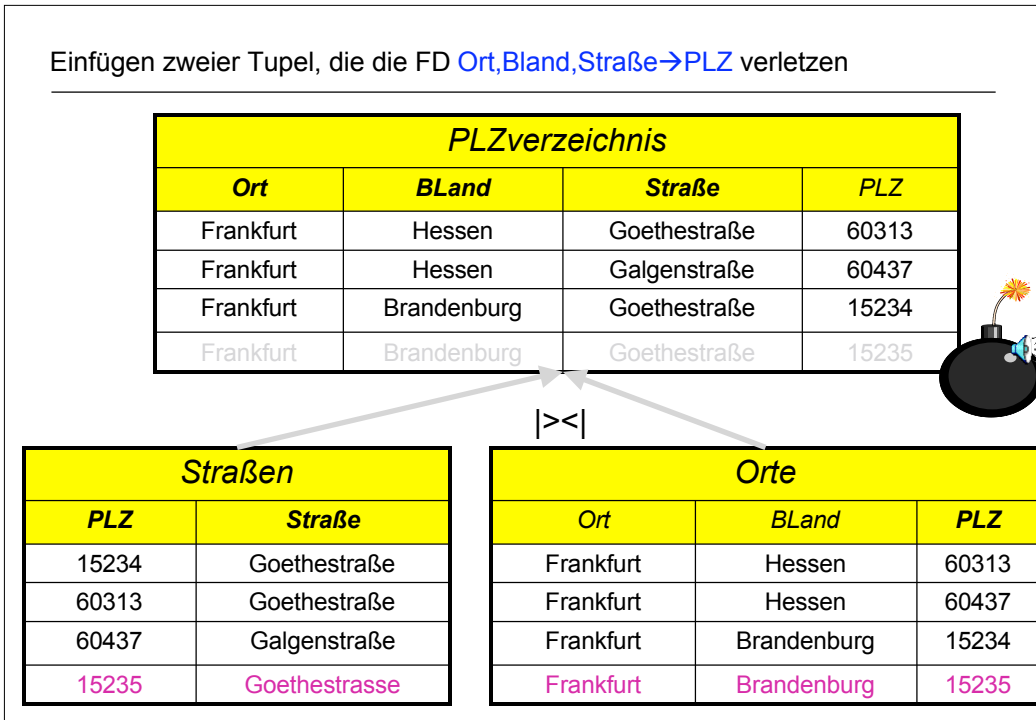 Einfügen zweier Tupel, die die FD Ort,Bland,Straße→PLZ verletzen
PLZverzeichnis
Ort BLand Straße PLZ
Frankfurt Hessen Goethestraße 60313
Frankfurt Hessen Galgenstraße 60437
Frankfurt Brandenburg Goethestraße 15234
Frankfurt Brandenburg Goethestraße 15235
|><|
Straßen
PLZ Straße
15234 Goethestraße
60313 Goethestraße
60437 Galgenstraße
15235 Goethestrasse
Orte
Ort BLand PLZ
Frankfurt Hessen 60313
Frankfurt Hessen 60437
Frankfurt Brandenburg 15234
Frankfurt Brandenburg 15235